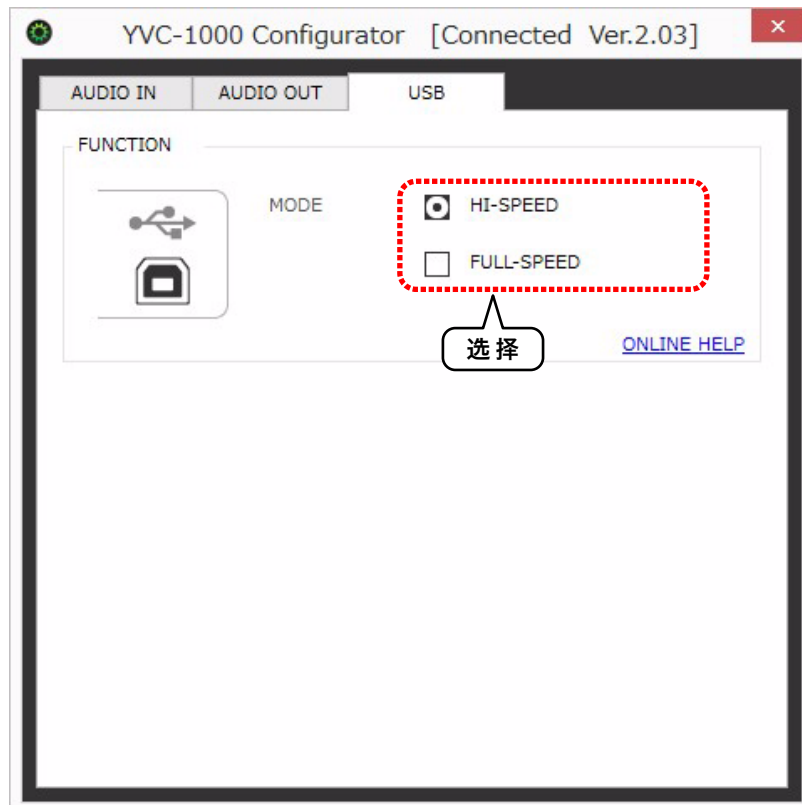 YVC-1000 Configurator [Connected Ver.2.03]
AUDIO IN AUDIO OUT USB
FUNCTION
MODE HI-SPEED
FULL-SPEED
选择
ONLINE HELP